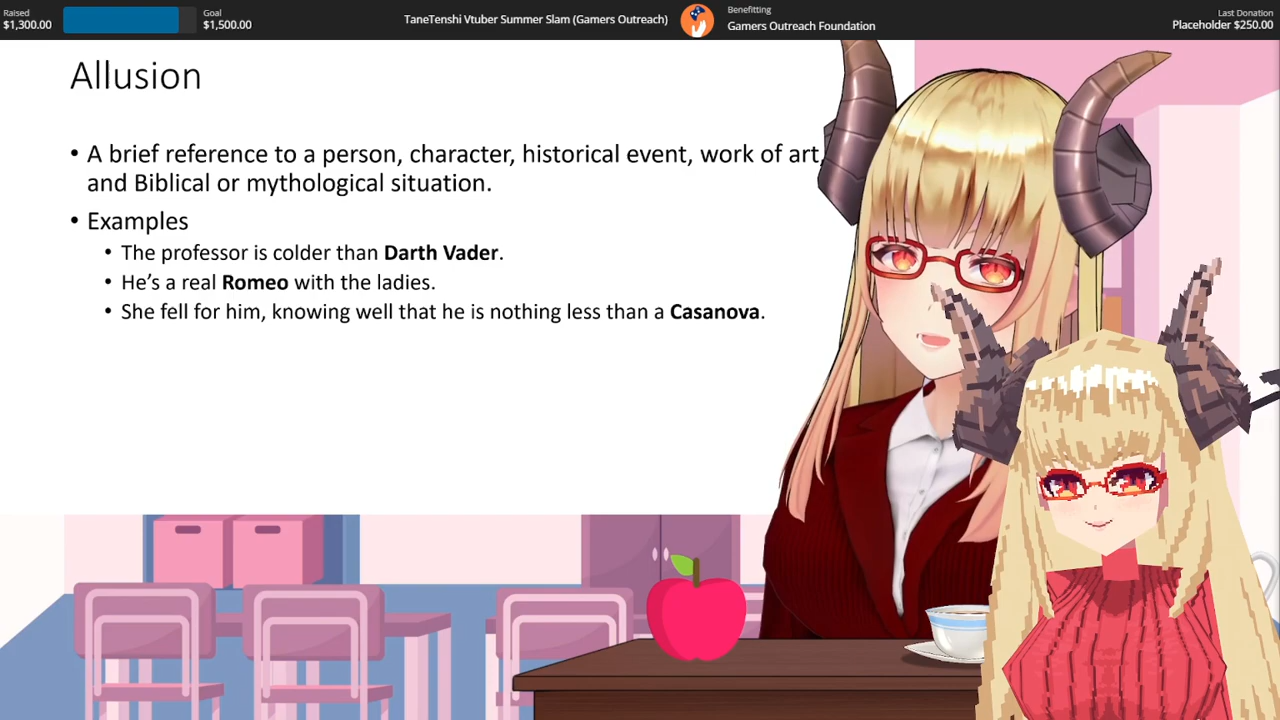 Raised
$1,300.00
Goal
$1,500.00
TaneTenshi Vtuber Summer Slam (Gamers Outreach)
Benefitting
Gamers Outreach Foundation
Last Donation
Placeholder $250.00
Allusion
• A brief reference to a person, character, historical event, work of art,
and Biblical or mythological situation.
• Examples
• The professor is colder than Darth Vader.
• He’s a real Romeo with the ladies.
• She fell for him, knowing well that he is nothing less than a Casanova.